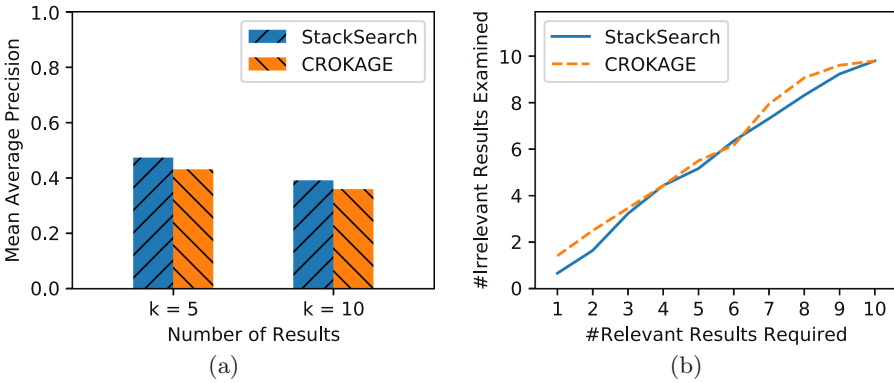 1.0
0.8
0.6
0.4
0.2
0.0
Mean Average Precision
StackSearch
CROKAGE
k = 5
k = 10
Number of Results
(a)
10
8
6
4
2
0
#Irrelevant Results Examined
StackSearch
CROKAGE
1 2 3 4 5 6 7 8 9 10
#Relevant Results Required
(b)